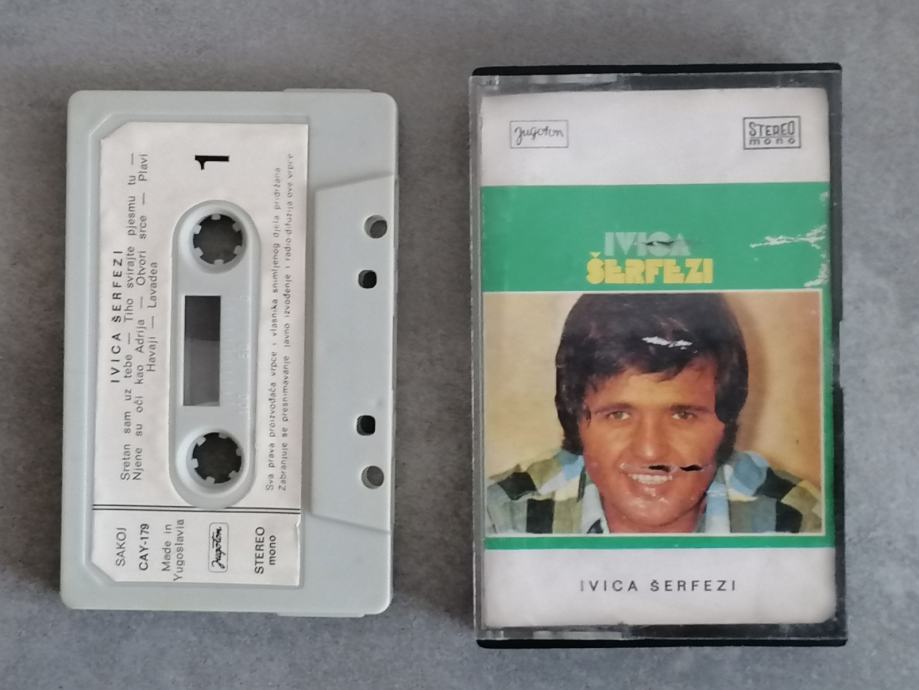 1
IVICA ŠERFEZI
Sretan sam uz tebe — Tiho svirajte pjesmu tu —
Njene su oči kao Adrija — Otvori srce — Plavi
Havaji — Lavadea
Sva prava proizvođača vrpce i vlasnika snimljenog djela pridržana
Zabranjuje se presnimavanje javno izvođenje i radio difuzija ove vrpce
SAKOJ
CAY-179
Made in
Yugoslavia
Jugoton
STEREO
mono
Jugoton
STEREO
mono
IVICA
ŠERFEZI
IVICA ŠERFEZI